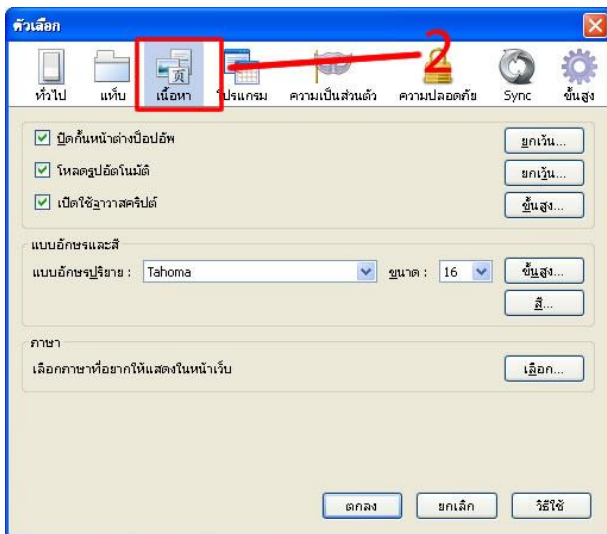 ตัวเลือก
2
ทั่วไป แท็บ เนื้อหา โปรแกรม ความเป็นส่วนตัว ความปลอดภัย Sync ขั้นสูง
ปิดกั้นหน้าต่างป็อปอัพ ยกเว้น...
โหลดรูปอัตโนมัติ ยกเว้น...
เปิดใช้จาวาสคริปต์ ขั้นสูง...
แบบอักษรและสี
แบบอักษรปริยาย : Tahoma ขนาด : 16 ขั้นสูง...
สี...
ภาษา
เลือกภาษาที่อยากให้แสดงในหน้าเว็บ เลือก...
ตกลง ยกเลิก วิธีใช้